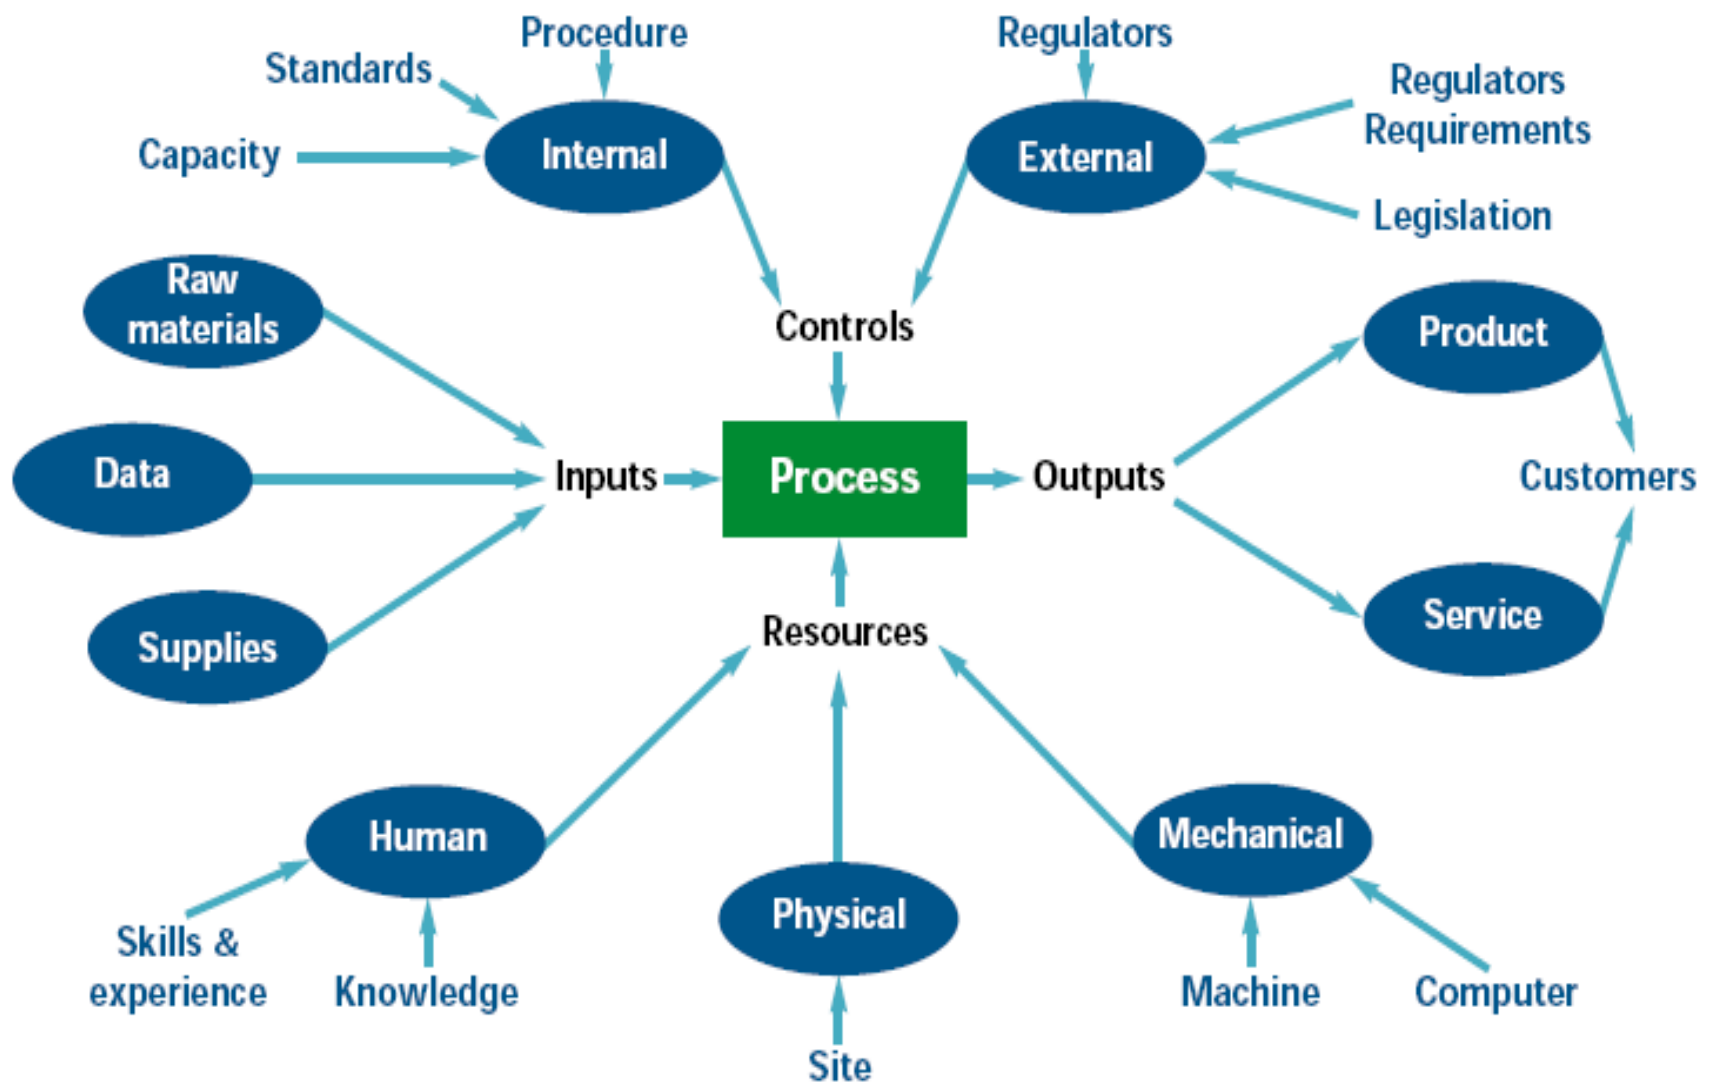 Procedure
Regulators
Standards
Regulators
Requirements
Capacity
Internal
External
Legislation
Raw
materials
Controls
Product
Data
Inputs
Process
Outputs
Customers
Supplies
Resources
Service
Human
Physical
Mechanical
Skills &
experience
Knowledge
Machine
Computer
Site